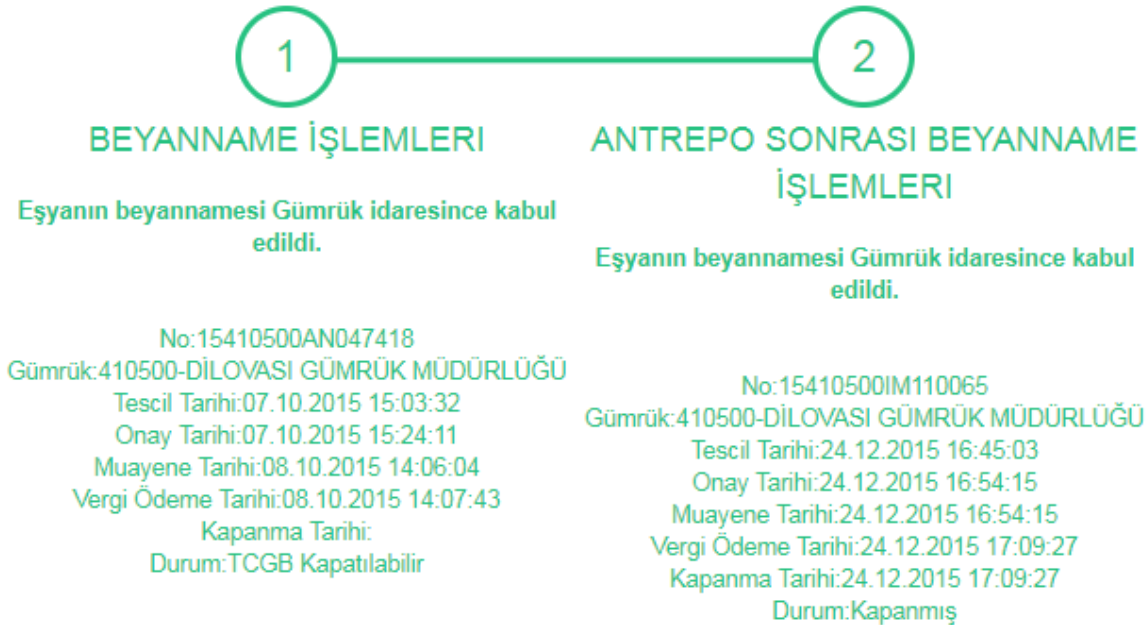 1
BEYANNAME İŞLEMLERI
Eşyanın beyannamesi Gümrük idaresince kabul
edildi.
No:15410500AN047418
Gümrük:410500-DİLOVASI GÜMRÜK MÜDÜRLÜĞÜ
Tescil Tarihi:07.10.2015 15:03:32
Onay Tarihi:07.10.2015 15:24:11
Muayene Tarihi:08.10.2015 14:06:04
Vergi Ödeme Tarihi:08.10.2015 14:07:43
Kapanma Tarihi:
Durum:TCGB Kapatılabilir
2
ANTREPO SONRASI BEYANNAME
İŞLEMLERI
Eşyanın beyannamesi Gümrük idaresince kabul
edildi.
No:15410500IM110065
Gümrük:410500-DİLOVASI GÜMRÜK MÜDÜRLÜĞÜ
Tescil Tarihi:24.12.2015 16:45:03
Onay Tarihi:24.12.2015 16:54:15
Muayene Tarihi:24.12.2015 16:54:15
Vergi Ödeme Tarihi:24.12.2015 17:09:27
Kapanma Tarihi:24.12.2015 17:09:27
Durum:Kapanmış